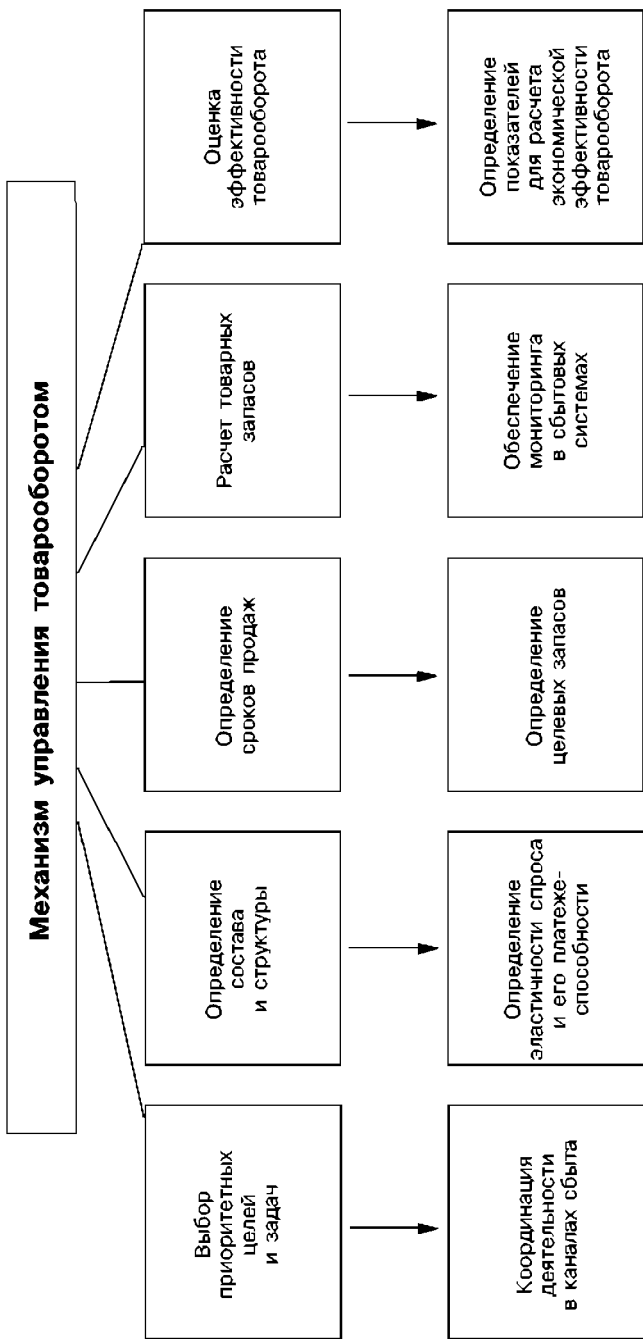 Механизм управления товарооборотом
Выбор
приоритетных
целей
и задач
Определение
состава
и структуры
Определение
сроков продаж
Расчет товарных
запасов
Оценка
эффективности
товарооборота
Координация
деятельности
в каналах сбыта
Определение
эластичности спроса
и его платеже-
способности
Определение
целевых запасов
Обеспечение
мониторинга
в сбытовых
системах
Определение
показателей
для расчета
экономической
эффективности
товарооборота